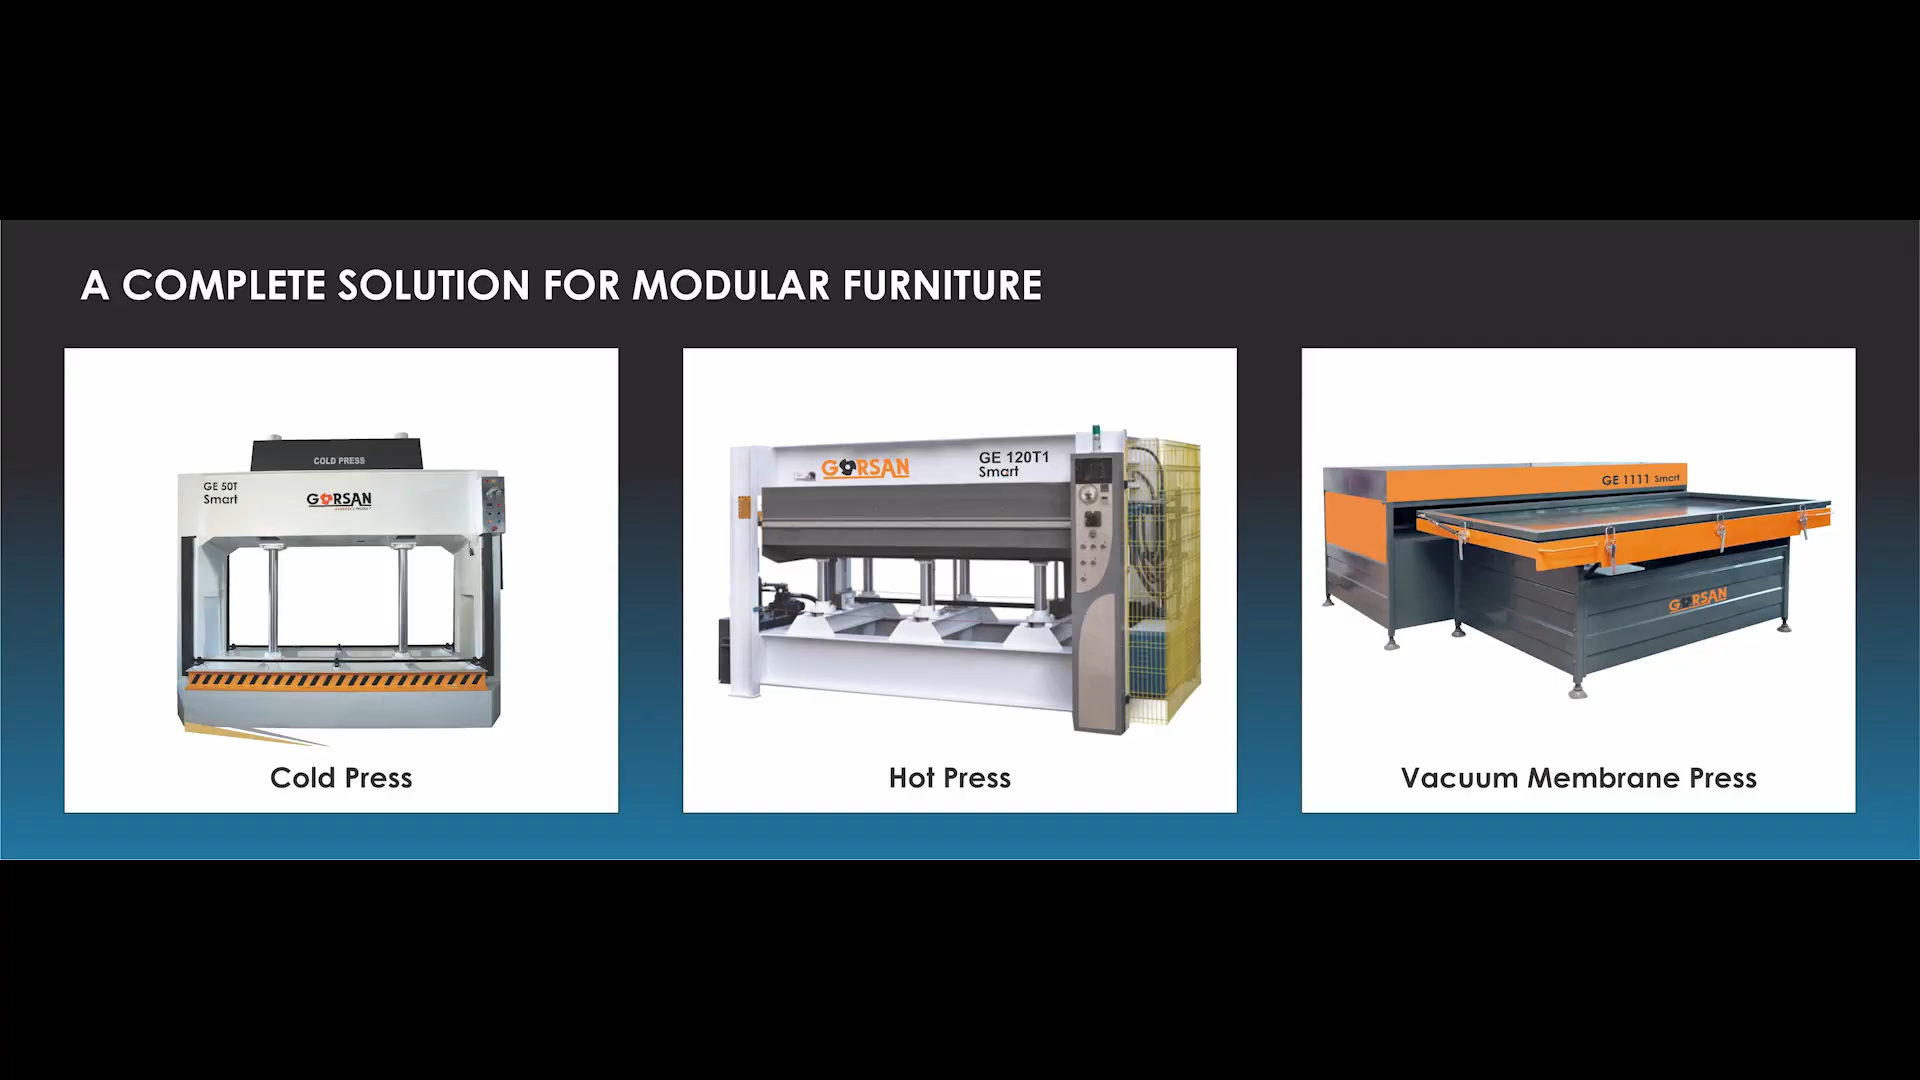 A COMPLETE SOLUTION FOR MODULAR FURNITURE
COLD PRESS
GE 50T
Smart
GORSAN
Cold Press
GORSAN
GE 120T1
Smart
Hot Press
GE 1111 Smart
GORSAN
Vacuum Membrane Press